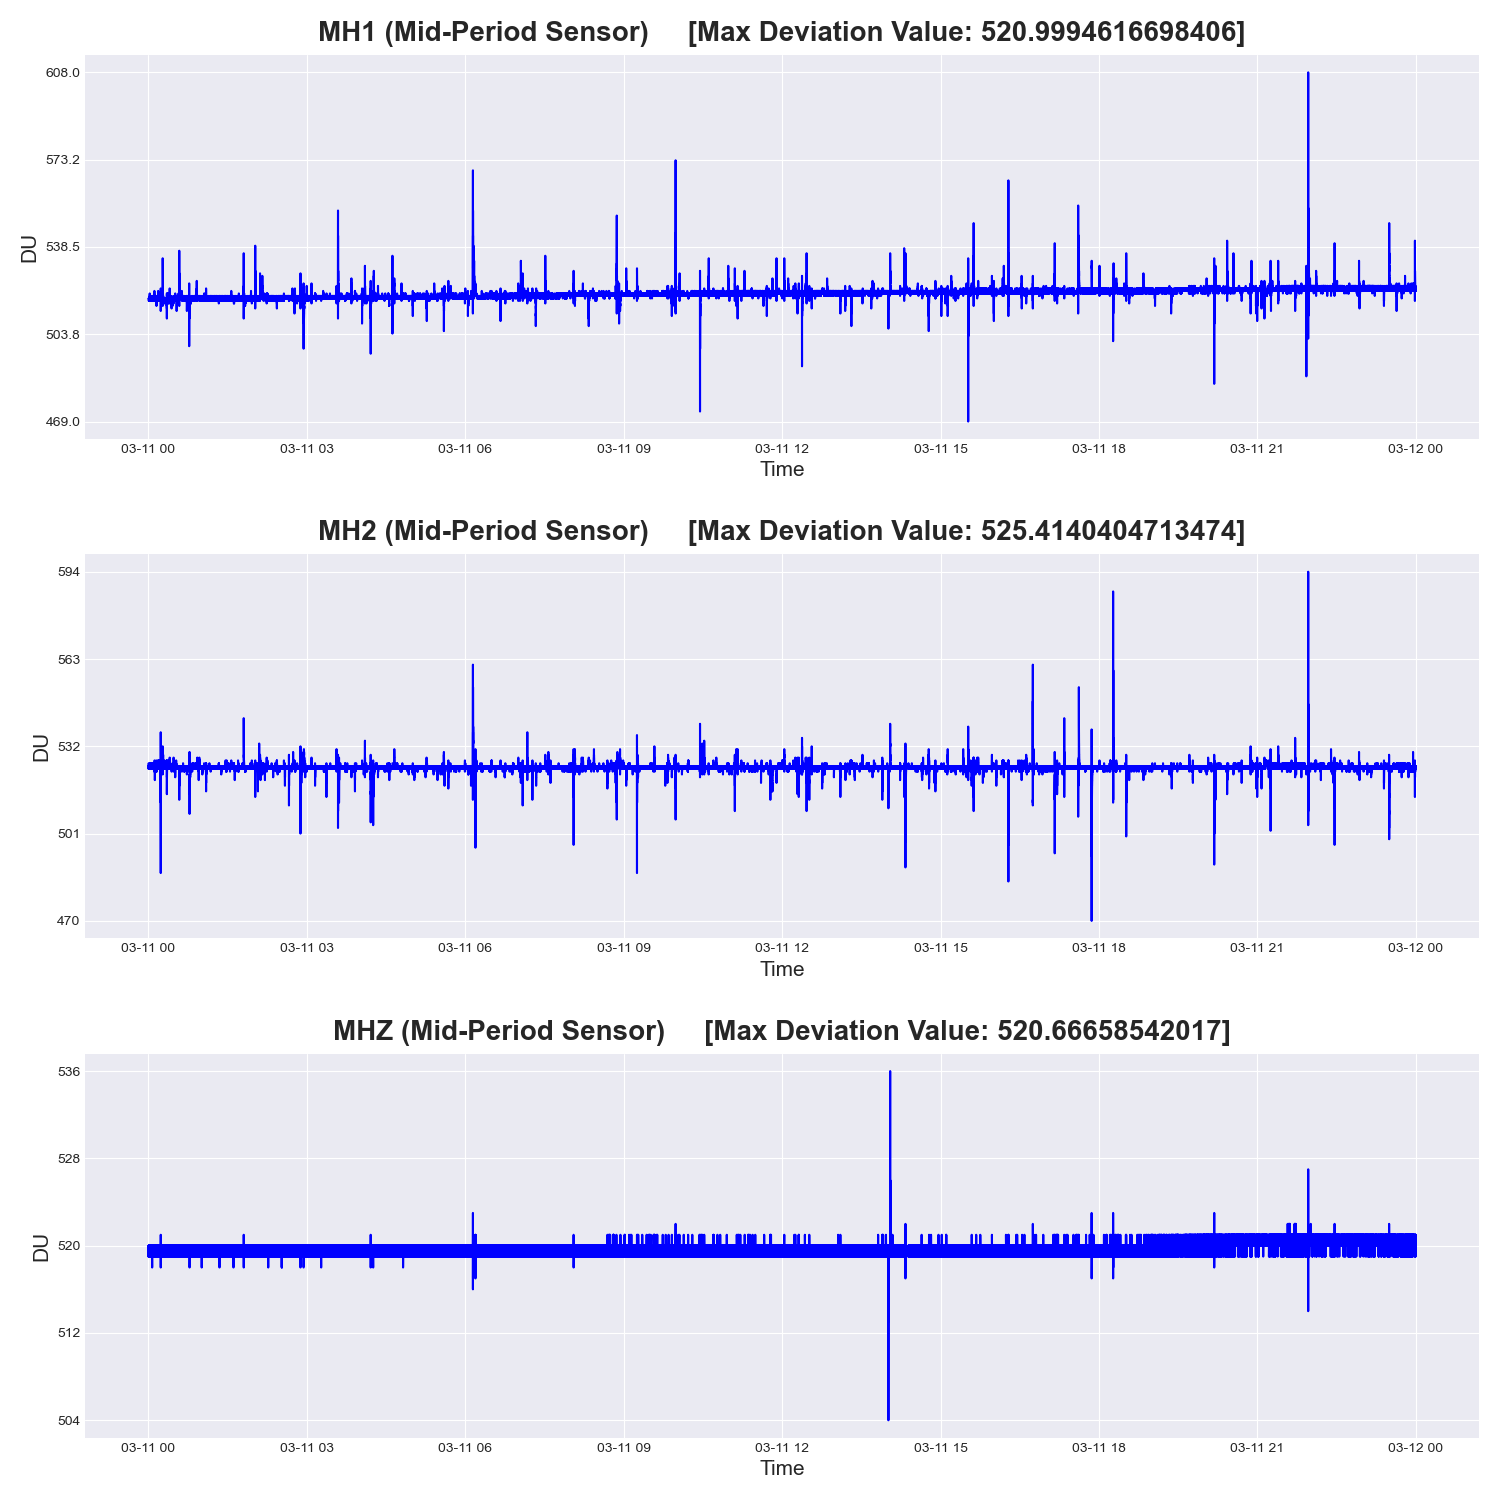 MH1 (Mid-Period Sensor) [Max Deviation Value: 520.9994616698406]
608.0
573.2
538.5
503.8
469.0
DU
03-11 00 03-11 03 03-11 06 03-11 09 03-11 12 03-11 15 03-11 18 03-11 21 03-12 00
Time
MH2 (Mid-Period Sensor) [Max Deviation Value: 525.4140404713474]
594
563
532
501
470
DU
03-11 00 03-11 03 03-11 06 03-11 09 03-11 12 03-11 15 03-11 18 03-11 21 03-12 00
Time
MHZ (Mid-Period Sensor) [Max Deviation Value: 520.66658542017]
536
528
520
512
504
DU
03-11 00 03-11 03 03-11 06 03-11 09 03-11 12 03-11 15 03-11 18 03-11 21 03-12 00
Time